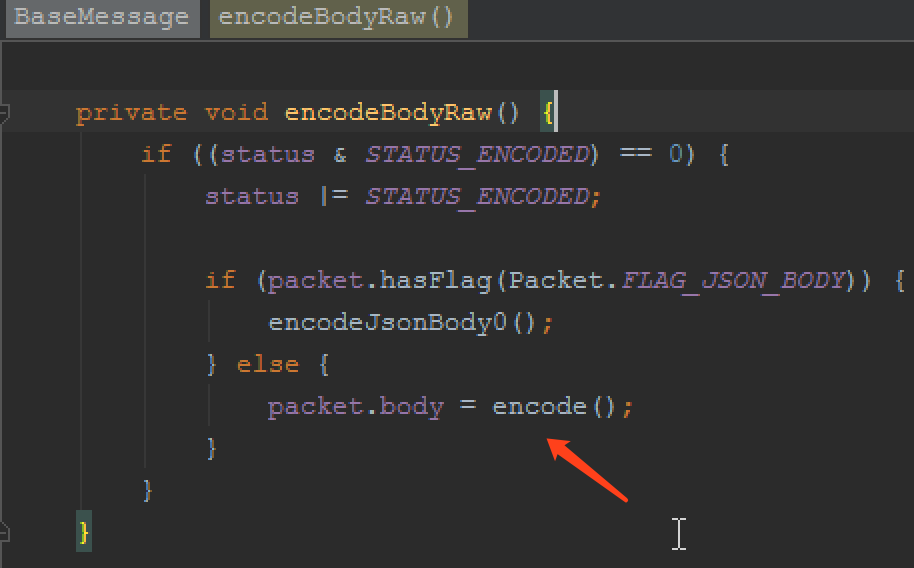 BaseMessage encodeBodyRaw()
private void encodeBodyRaw() {
if ((status & STATUS_ENCODED) == 0) {
status |= STATUS_ENCODED;
if (packet.hasFlag(Packet.FLAG_JSON_BODY)) {
encodeJsonBody0();
} else {
packet.body = encode();
}
}
}